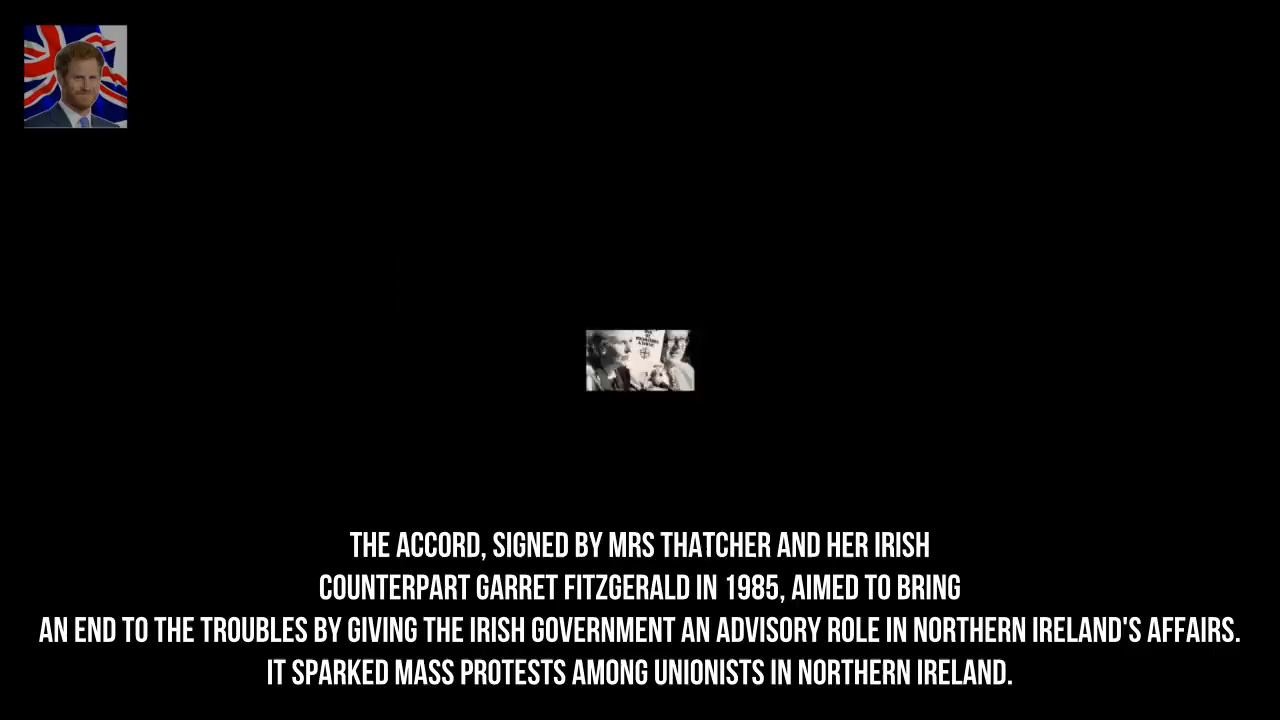 THE ACCORD, SIGNED BY MRS THATCHER AND HER IRISH
COUNTERPART GARRET FITZGERALD IN 1985, AIMED TO BRING
AN END TO THE TROUBLES BY GIVING THE IRISH GOVERNMENT AN ADVISORY ROLE IN NORTHERN IRELAND'S AFFAIRS.
IT SPARKED MASS PROTESTS AMONG UNIONISTS IN NORTHERN IRELAND.